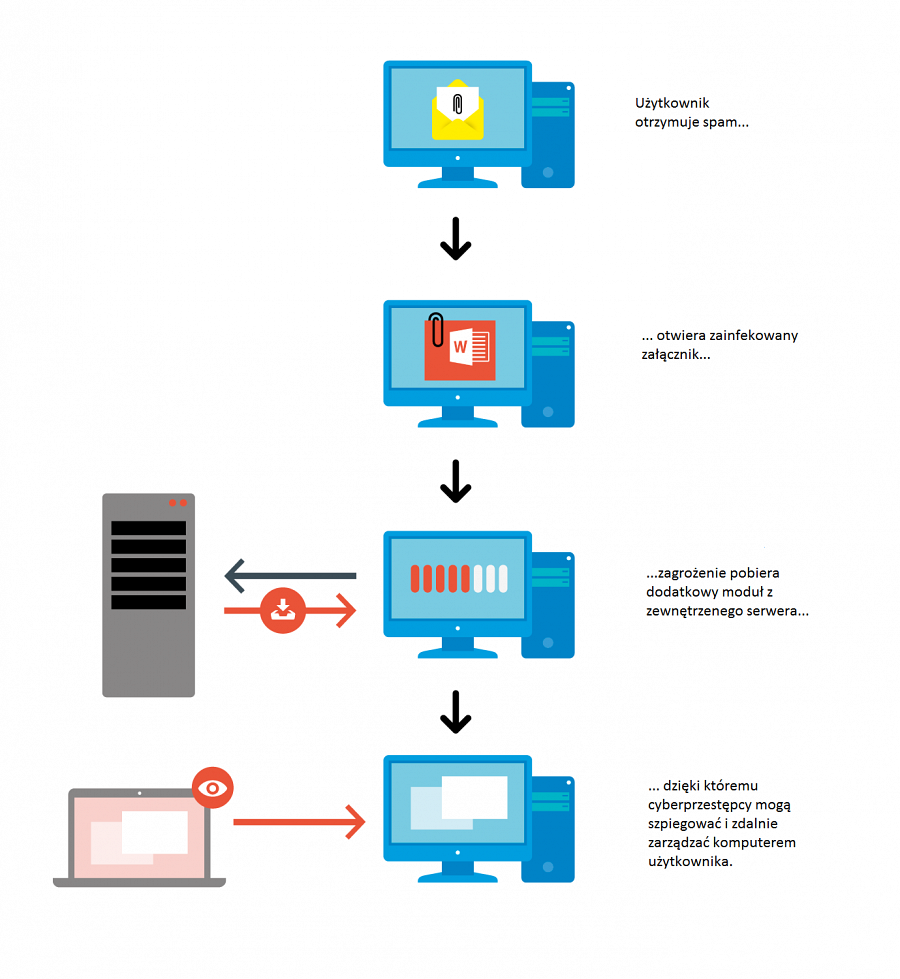 Użytkownik
otrzymuje spam...
W
... otwiera zainfekowany
załącznik...
...zagrożenie pobiera
dodatkowy moduł z
zewnętrzenego serwera...
... dzięki któremu
cyberprzestępcy mogą
szpiegować i zdalnie
zarządzać komputerem
użytkownika.